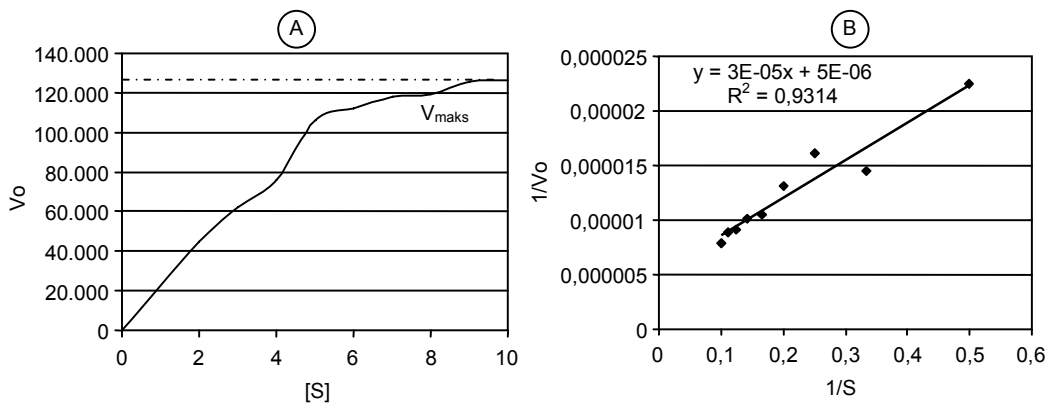 A
140.000
120.000
100.000
80.000
60.000
40.000
20.000
0
Vo
Vmaks
0 2 4 6 8 10
[S]
B
0,000025
0,00002
0,000015
0,00001
0,000005
0
1/Vo
y = 3E-05x + 5E-06
R² = 0,9314
0 0,1 0,2 0,3 0,4 0,5 0,6
1/S